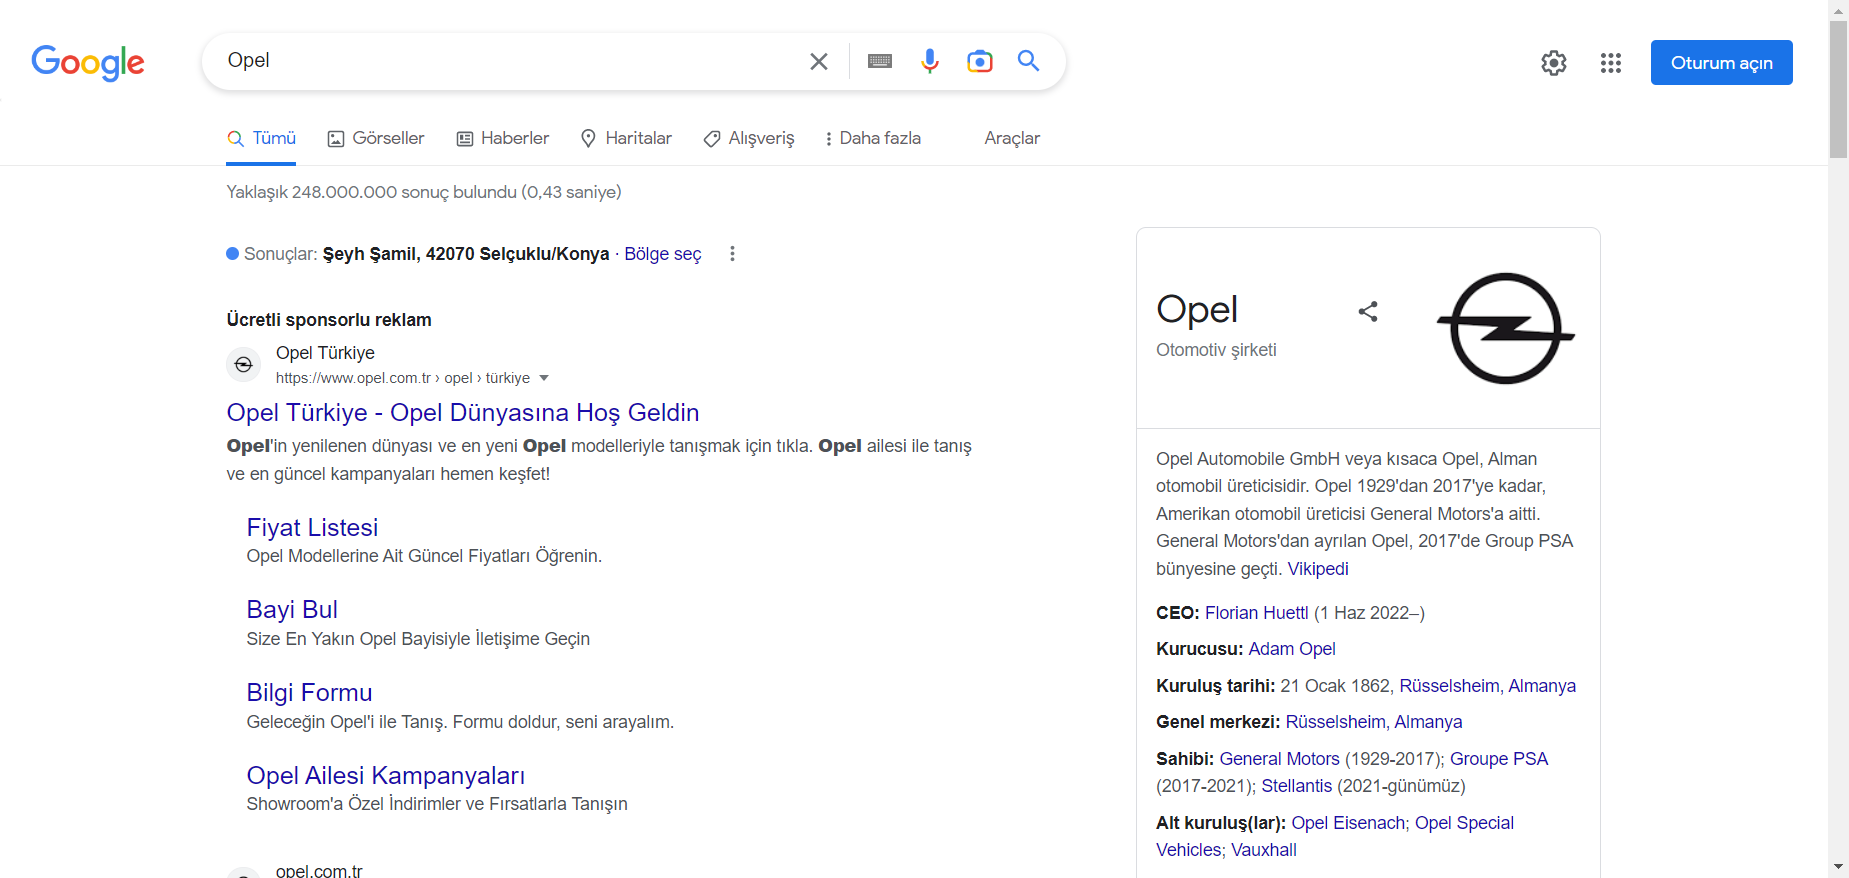 Google
Opel
Oturum açın
Tümü
Görseller
Haberler
Haritalar
Alışveriş
Daha fazla
Araçlar
Yaklaşık 248.000.000 sonuç bulundu (0,43 saniye)
Sonuçlar: Şeyh Şamil, 42070 Selçuklu/Konya · Bölge seç
Ücretli sponsorlu reklam
Opel Türkiye
https://www.opel.com.tr › opel › türkiye
Opel Türkiye - Opel Dünyasına Hoş Geldin
Opel'in yenilenen dünyası ve en yeni Opel modelleriyle tanışmak için tıkla. Opel ailesi ile tanış
ve en güncel kampanyaları hemen keşfet!
Fiyat Listesi
Opel Modellerine Ait Güncel Fiyatları Öğrenin.
Bayi Bul
Size En Yakın Opel Bayisiyle İletişime Geçin
Bilgi Formu
Geleceğin Opel'i ile Tanış. Formu doldur, seni arayalım.
Opel Ailesi Kampanyaları
Showroom'a Özel İndirimler ve Fırsatlarla Tanışın
opel.com.tr
Opel
Otomotiv şirketi
Opel Automobile GmbH veya kısaca Opel, Alman
otomobil üreticisidir. Opel 1929'dan 2017'ye kadar,
Amerikan otomobil üreticisi General Motors'a aitti.
General Motors'dan ayrılan Opel, 2017'de Group PSA
bünyesine geçti. Vikipedi
CEO: Florian Huettl (1 Haz 2022–)
Kurucusu: Adam Opel
Kuruluş tarihi: 21 Ocak 1862, Rüsselsheim, Almanya
Genel merkezi: Rüsselsheim, Almanya
Sahibi: General Motors (1929-2017); Groupe PSA
(2017-2021); Stellantis (2021-günümüz)
Alt kuruluş(lar): Opel Eisenach; Opel Special
Vehicles; Vauxhall